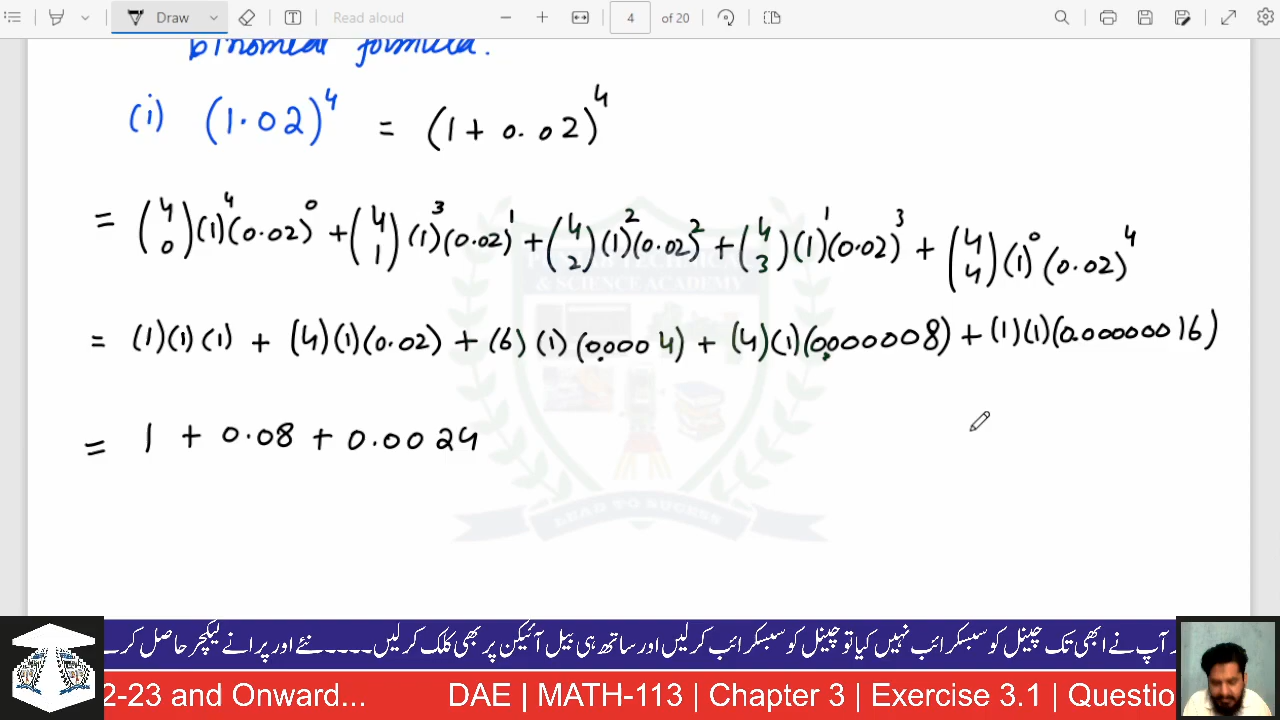 Draw
Read aloud
4 of 20
binomial formula.
(i) (1.02)^4 = (1 + 0.02)^4
= (4 0)(1)^4(0.02)^0 + (4 1)(1)^3(0.02)^1 + (4 2)(1)^2(0.02)^2 + (4 3)(1)^1(0.02)^3 + (4 4)(1)^0(0.02)^4
= (1)(1)(1) + (4)(1)(0.02) + (6)(1)(0.0004) + (4)(1)(0.000008) + (1)(1)(0.00000016)
= 1 + 0.08 + 0.0024
& SCIENCE ACADEMY
LEAD TO SUCCESS
آپ نے ابھی تک چینل کو سبسکرائب نہیں کیا تو چینل کو سبسکرائب کر لیں اور ساتھ ہی بیل آئیکن پر بھی کلک کر لیں۔۔۔۔۔ نئے اور پرانے لیکچر حاصل کرے
2-23 and Onward... DAE | MATH-113 | Chapter 3 | Exercise 3.1 | Questio